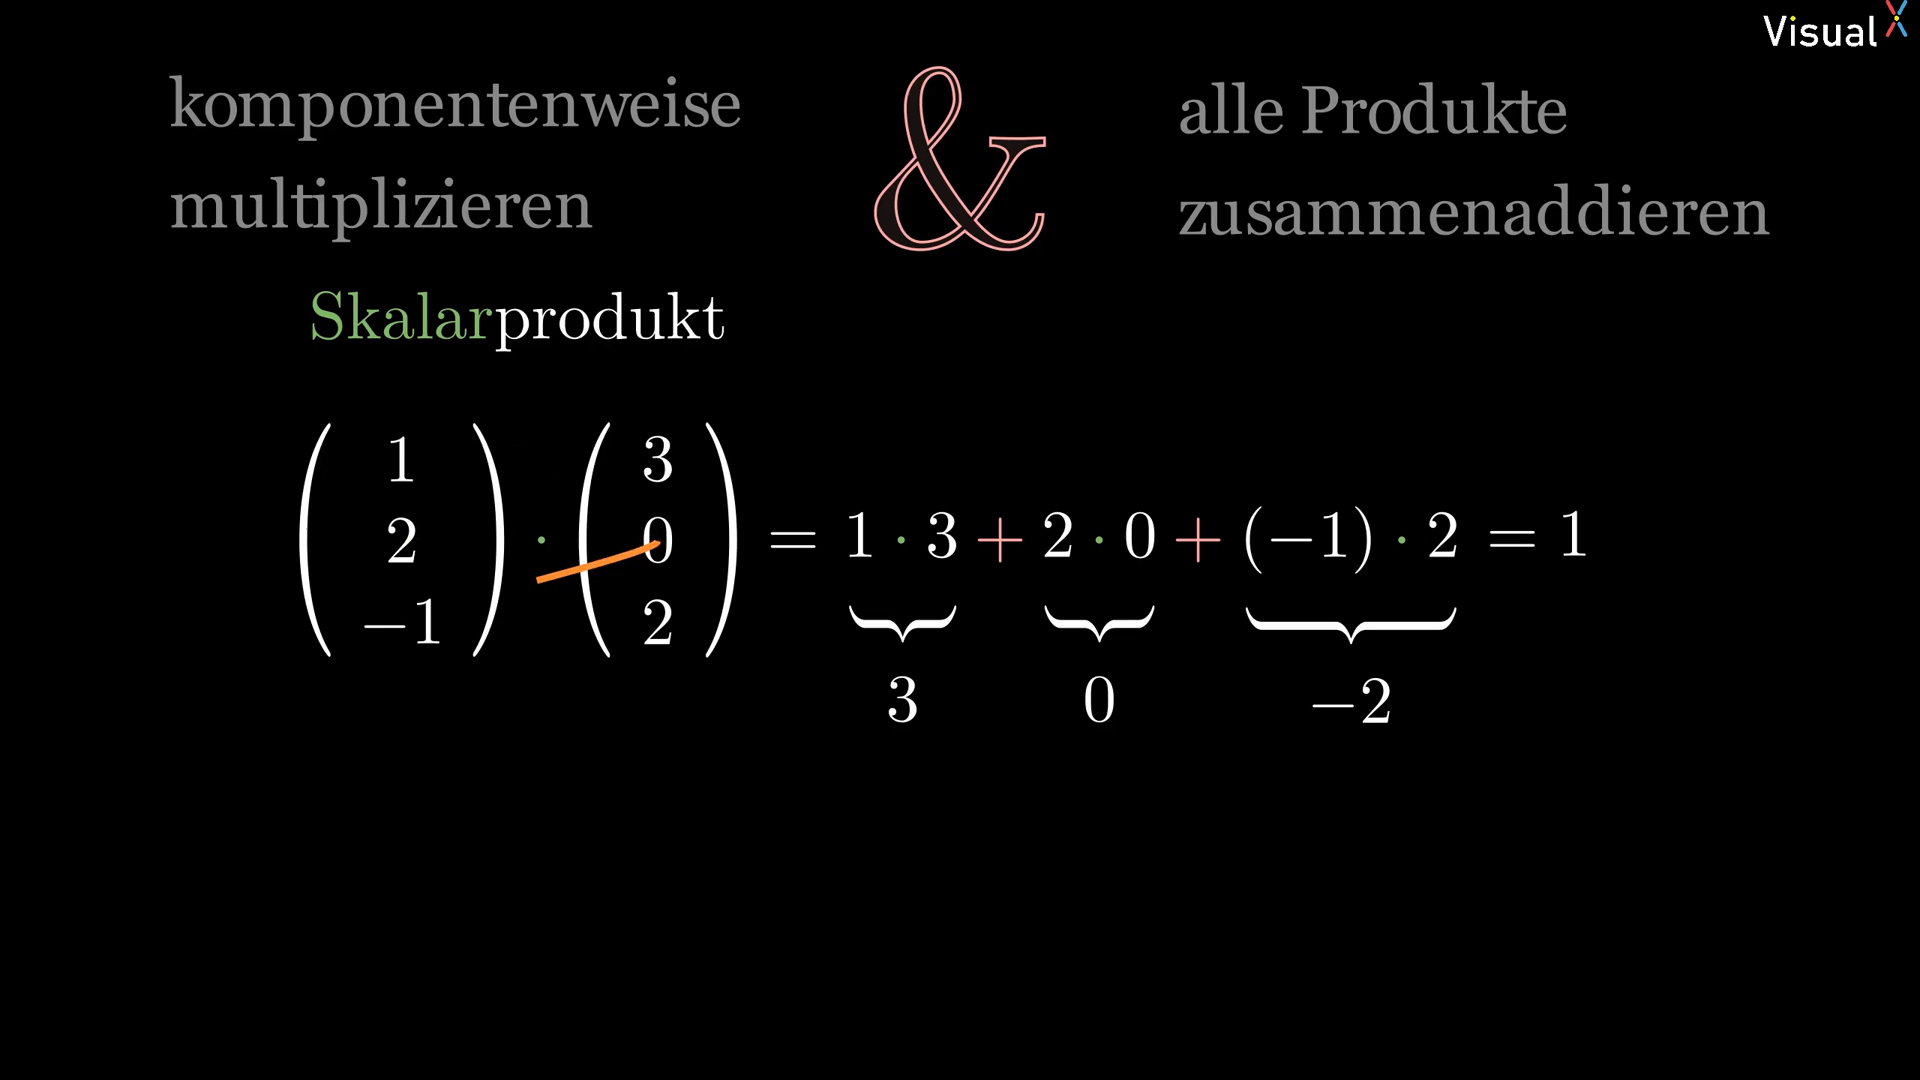 Visual X
komponentenweise
multiplizieren
&
alle Produkte
zusammenaddieren
Skalarprodukt
( 1 2 −1 ) · ( 3 0 2 ) = 1 · 3 + 2 · 0 + (−1) · 2 = 1
3 0 −2